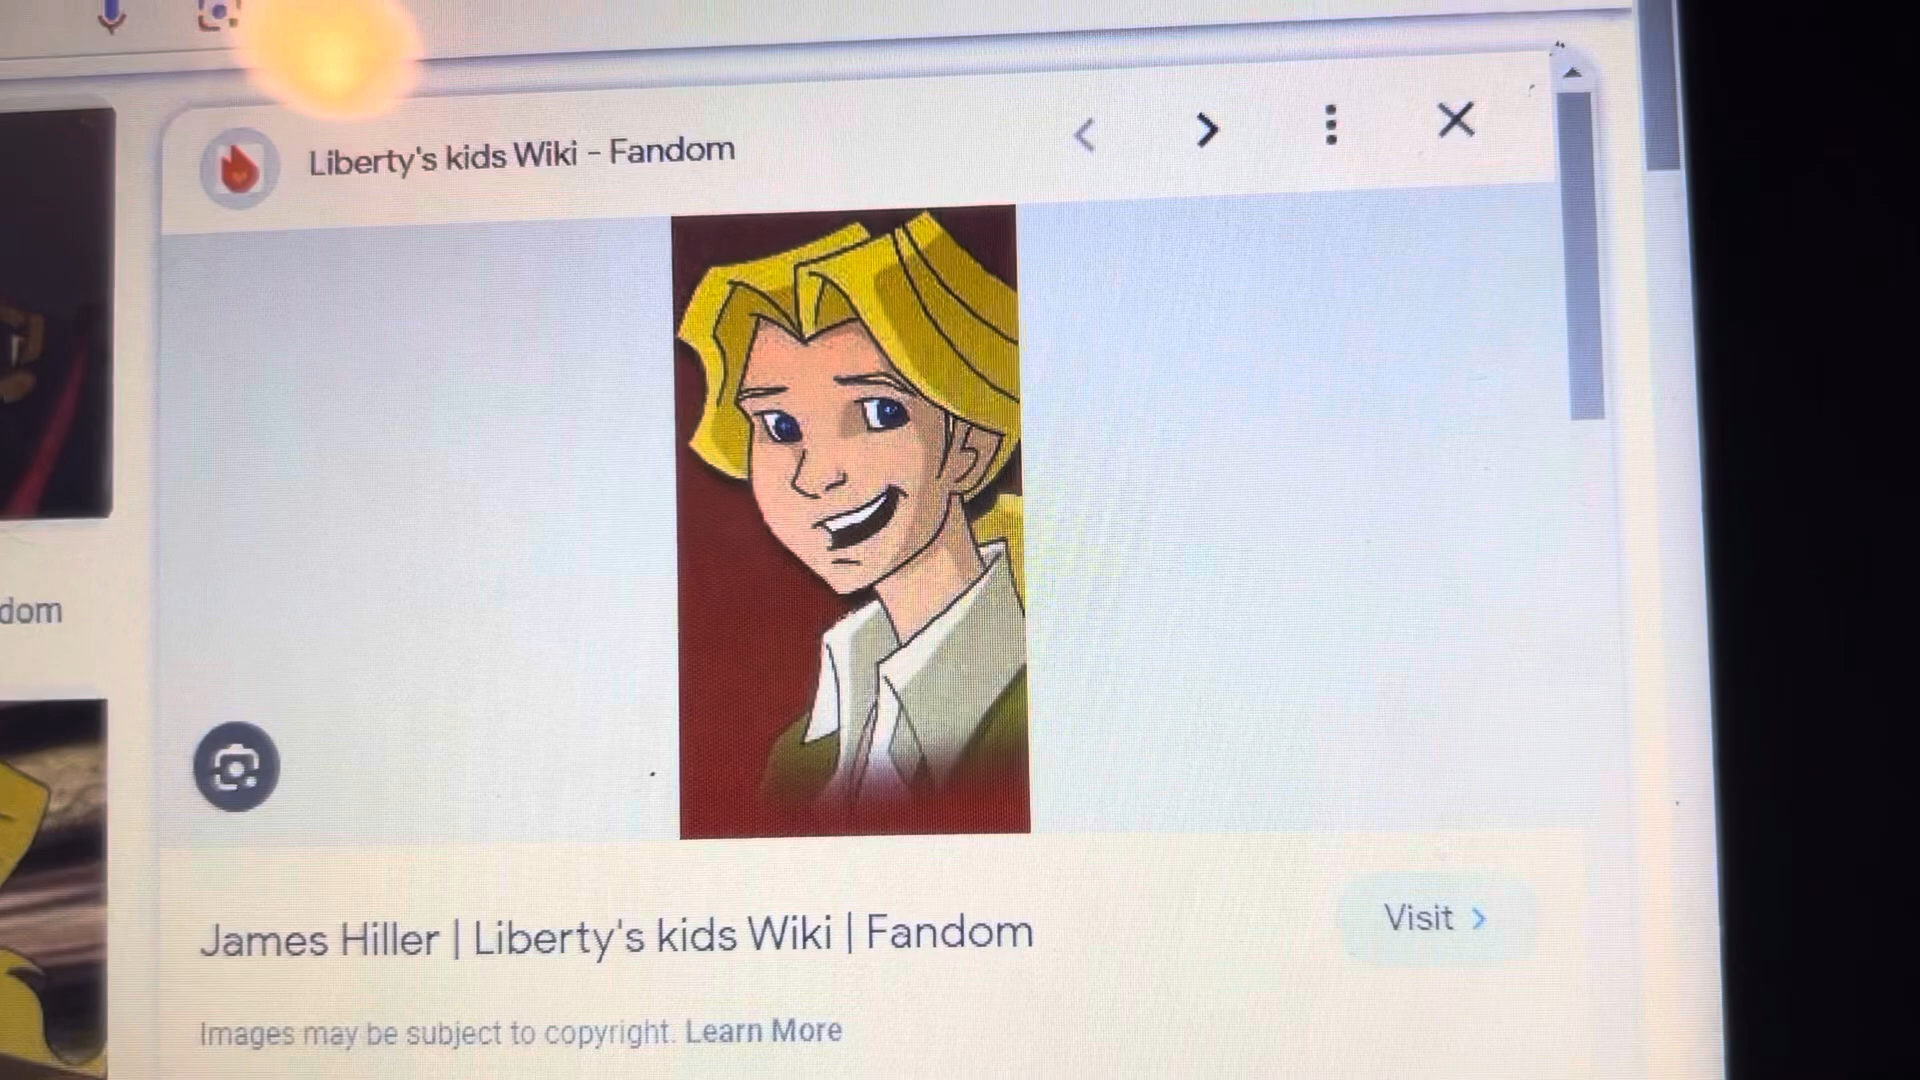 Liberty's kids Wiki - Fandom
dom
James Hiller | Liberty's kids Wiki | Fandom
Visit
Images may be subject to copyright. Learn More